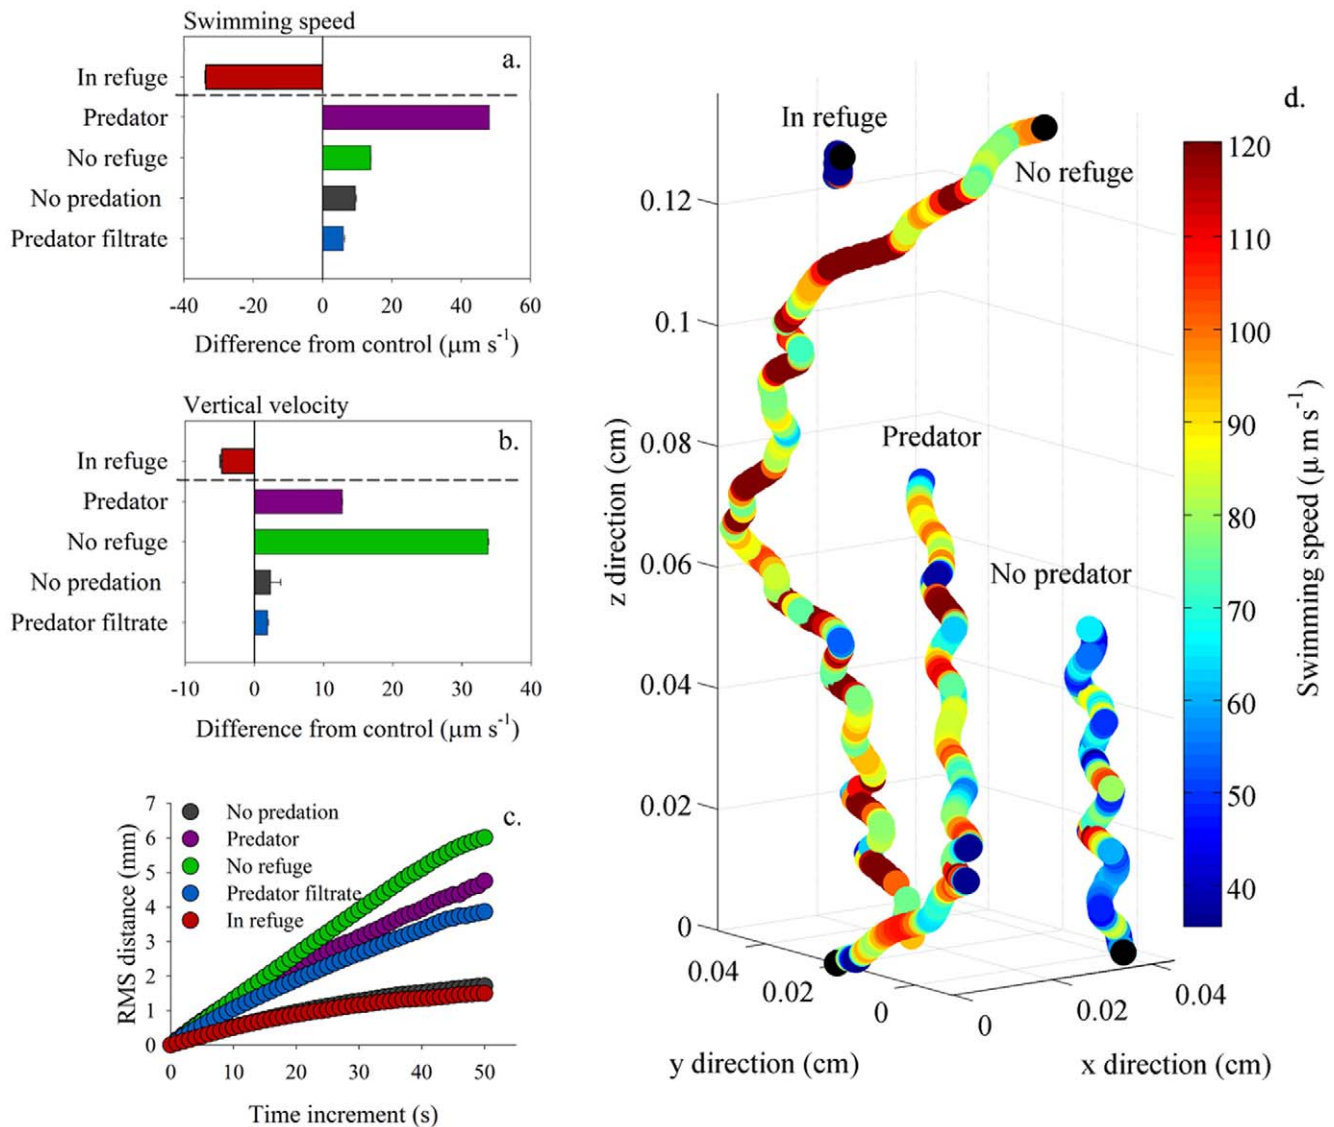 Swimming speed
a.
In refuge
Predator
No refuge
No predation
Predator filtrate
-40 -20 0 20 40 60
Difference from control (μm s⁻¹)
Vertical velocity
b.
In refuge
Predator
No refuge
No predation
Predator filtrate
-10 0 10 20 30 40
Difference from control (μm s⁻¹)
c.
No predation
Predator
No refuge
Predator filtrate
In refuge
7
6
5
4
3
2
1
0
RMS distance (mm)
0 10 20 30 40 50
Time increment (s)
d.
In refuge
No refuge
Predator
No predator
0.12
0.1
0.08
0.06
0.04
0.02
0
z direction (cm)
0.04
0.02
0
y direction (cm)
0
0.02
0.04
x direction (cm)
120
110
100
90
80
70
60
50
40
Swimming speed (μ m s⁻¹)